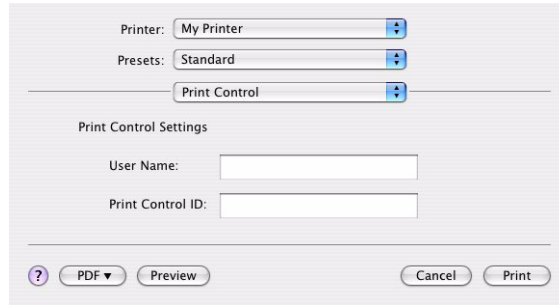 Printer: My Printer
Presets: Standard
Print Control
Print Control Settings
User Name:
Print Control ID:
? PDF ▼ Preview Cancel Print